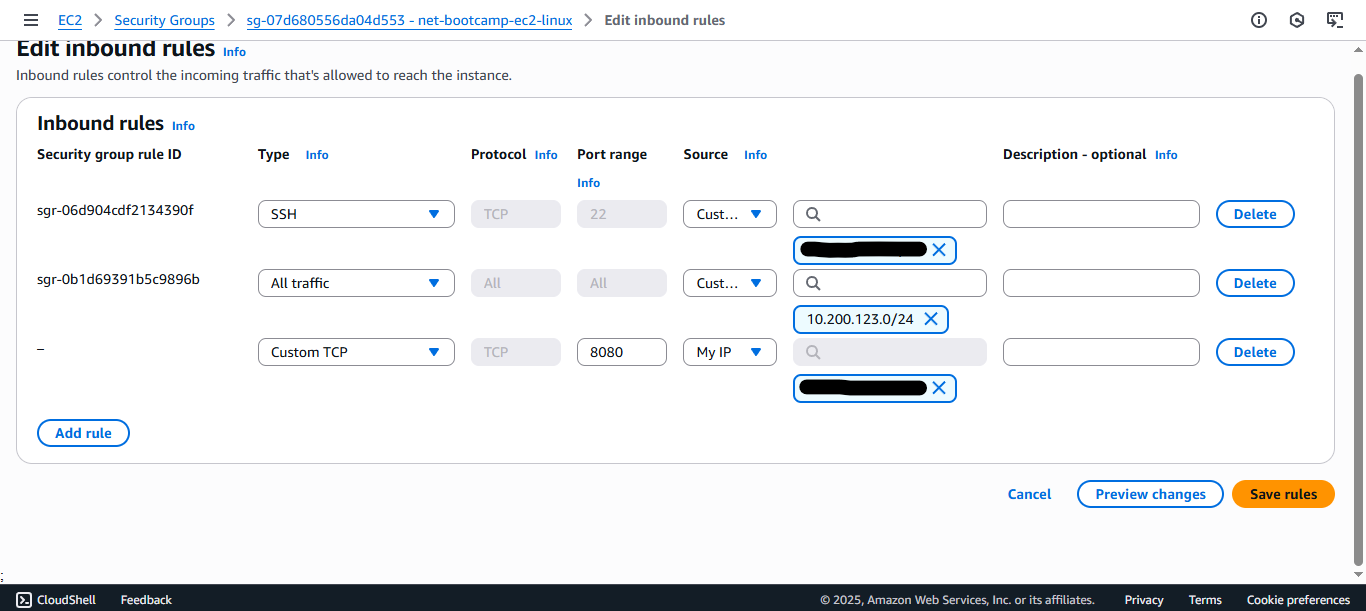 EC2 > Security Groups > sg-07d680556da04d553 - net-bootcamp-ec2-linux > Edit inbound rules
Edit inbound rules Info
Inbound rules control the incoming traffic that's allowed to reach the instance.
Inbound rules Info
Security group rule ID Type Info Protocol Info Port range Source Info Description - optional Info
Info
sgr-06d904cdf2134390f SSH TCP 22 Cust... Delete
sgr-0b1d69391b5c9896b All traffic All All Cust... Delete
10.200.123.0/24
– Custom TCP TCP 8080 My IP Delete
Add rule
Cancel Preview changes Save rules
;
CloudShell Feedback © 2025, Amazon Web Services, Inc. or its affiliates. Privacy Terms Cookie preferences